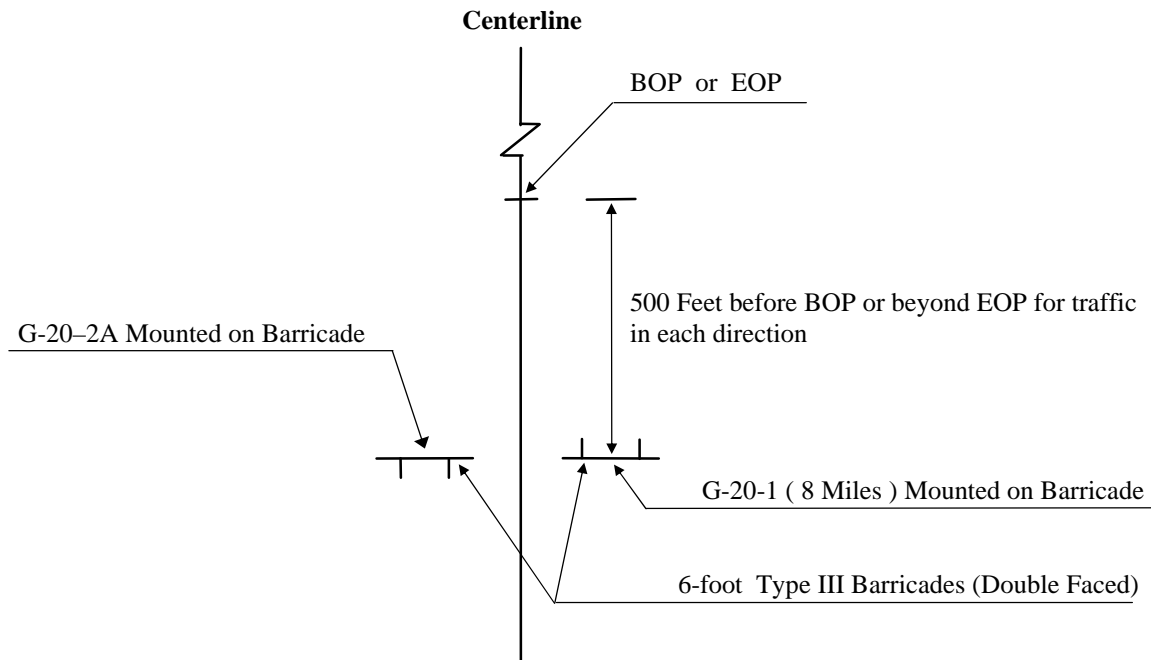 Centerline
BOP or EOP
500 Feet before BOP or beyond EOP for traffic
in each direction
G-20–2A Mounted on Barricade
G-20-1 ( 8 Miles ) Mounted on Barricade
6-foot Type III Barricades (Double Faced)